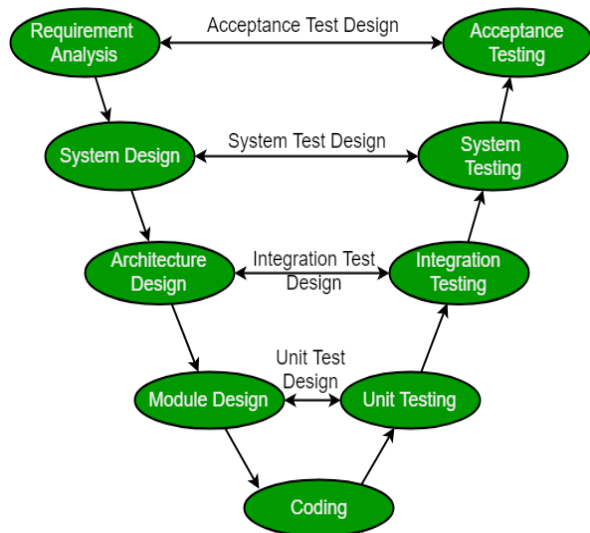 Requirement
Analysis
Acceptance Test Design
Acceptance
Testing
System Design
System Test Design
System
Testing
Architecture
Design
Integration Test
Design
Integration
Testing
Module Design
Unit Test
Design
Unit Testing
Coding